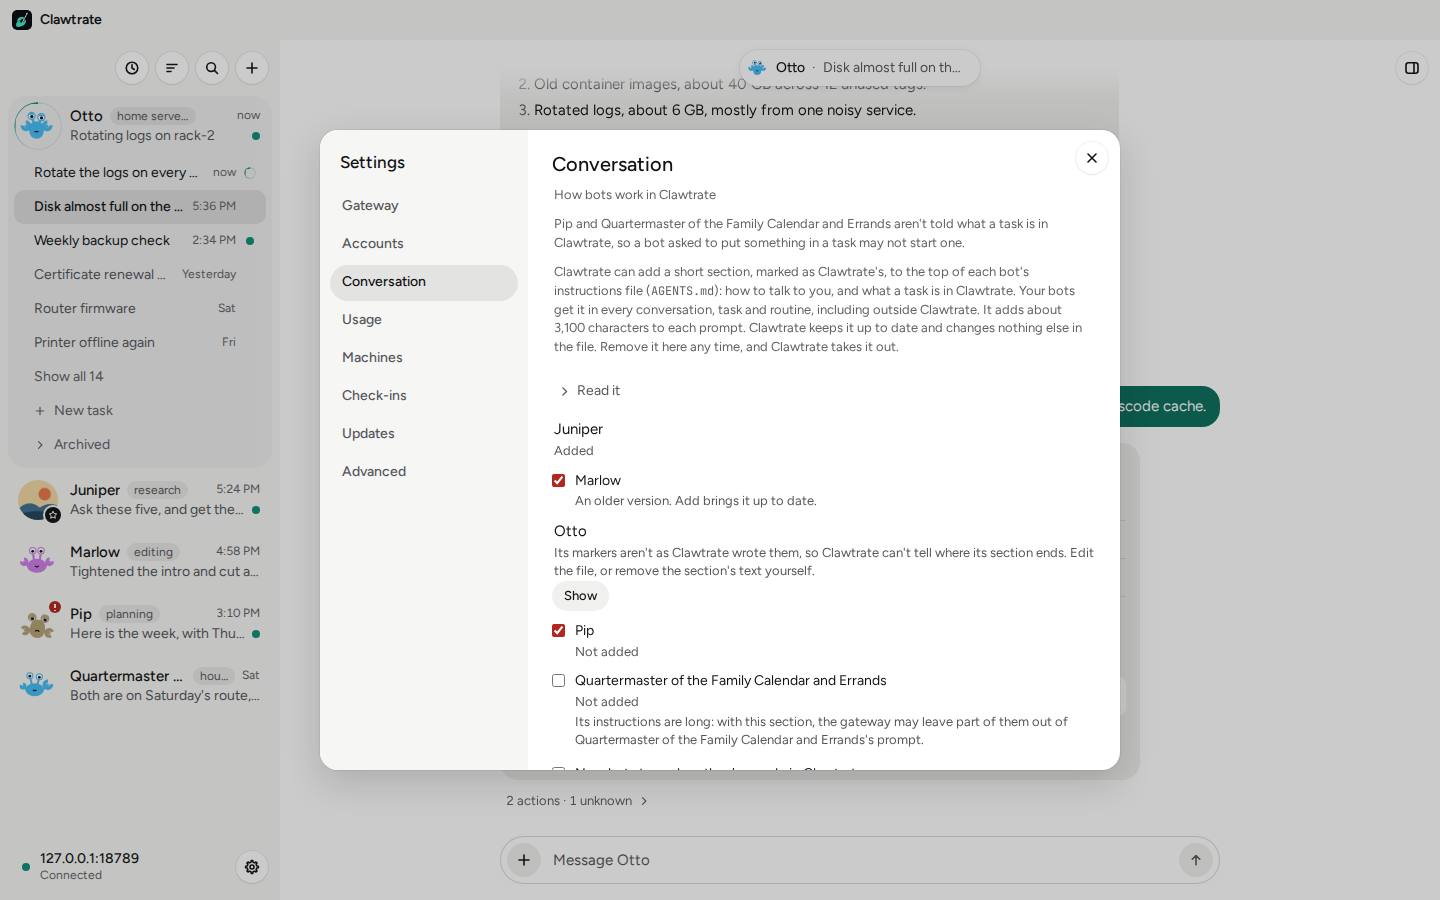 Clawtrate
Otto home serve... now
Rotating logs on rack-2
Rotate the logs on every ... now
Disk almost full on the ... 5:36 PM
Weekly backup check 2:34 PM
Certificate renewal ... Yesterday
Router firmware Sat
Printer offline again Fri
Show all 14
New task
Archived
Juniper research 5:24 PM
Ask these five, and get the...
Marlow editing 4:58 PM
Tightened the intro and cut a...
Pip planning 3:10 PM
Here is the week, with Thu...
Quartermaster ... hou... Sat
Both are on Saturday's route,...
127.0.0.1:18789
Connected
Otto · Disk almost full on th...
2. Old container images, about 40 GB across 12 unused tags.
3. Rotated logs, about 6 GB, mostly from one noisy service.
scode cache.
2 actions · 1 unknown
Message Otto
Settings
Gateway
Accounts
Conversation
Usage
Machines
Check-ins
Updates
Advanced
Conversation
How bots work in Clawtrate
Pip and Quartermaster of the Family Calendar and Errands aren't told what a task is in
Clawtrate, so a bot asked to put something in a task may not start one.
Clawtrate can add a short section, marked as Clawtrate's, to the top of each bot's
instructions file (AGENTS.md): how to talk to you, and what a task is in Clawtrate. Your bots
get it in every conversation, task and routine, including outside Clawtrate. It adds about
3,100 characters to each prompt. Clawtrate keeps it up to date and changes nothing else in
the file. Remove it here any time, and Clawtrate takes it out.
Read it
Juniper
Added
Marlow
An older version. Add brings it up to date.
Otto
Its markers aren't as Clawtrate wrote them, so Clawtrate can't tell where its section ends. Edit
the file, or remove the section's text yourself.
Show
Pip
Not added
Quartermaster of the Family Calendar and Errands
Not added
Its instructions are long: with this section, the gateway may leave part of them out of
Quartermaster of the Family Calendar and Errands's prompt.